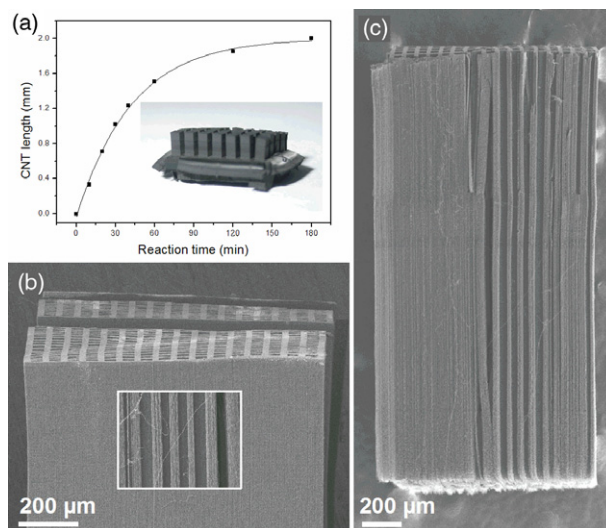 (a)
2.0
1.6
1.2
0.8
0.4
0.0
CNT length (mm)
0 30 60 90 120 150 180
Reaction time (min)
(b)
200 µm
(c)
200 µm